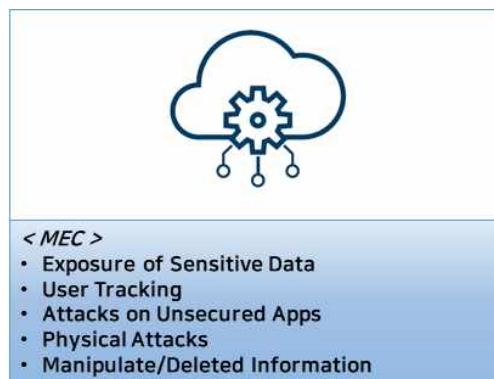 < MEC >
• Exposure of Sensitive Data
• User Tracking
• Attacks on Unsecured Apps
• Physical Attacks
• Manipulate/Deleted Information